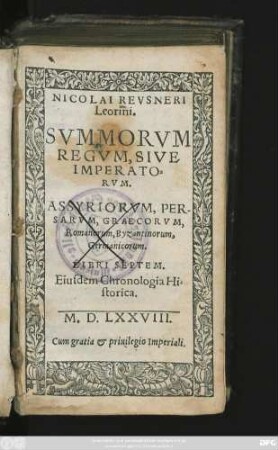 NICOLAI REVSNERI
Leorini.
SVMMORVM
REGVM, SIVE
IMPERATO-
RVM.
ASSYRIORVM, PER-
SARVM, GRAECORVM,
Romanorum, Byzantinorum,
Germanicorum.
LIBRI SEPTEM.
Eiusdem Chronologia Hi-
storica.
M. D. LXXVIII.
Cum gratia & priuilegio Imperiali.